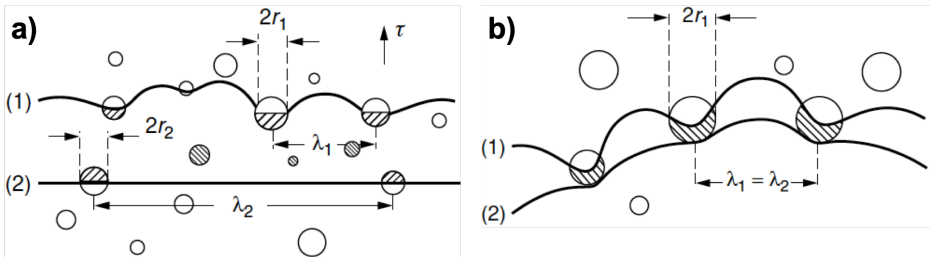 a)
2r₁
τ
(1)
2r₂
λ₁
(2)
λ₂
b)
2r₁
(1)
λ₁ = λ₂
(2)